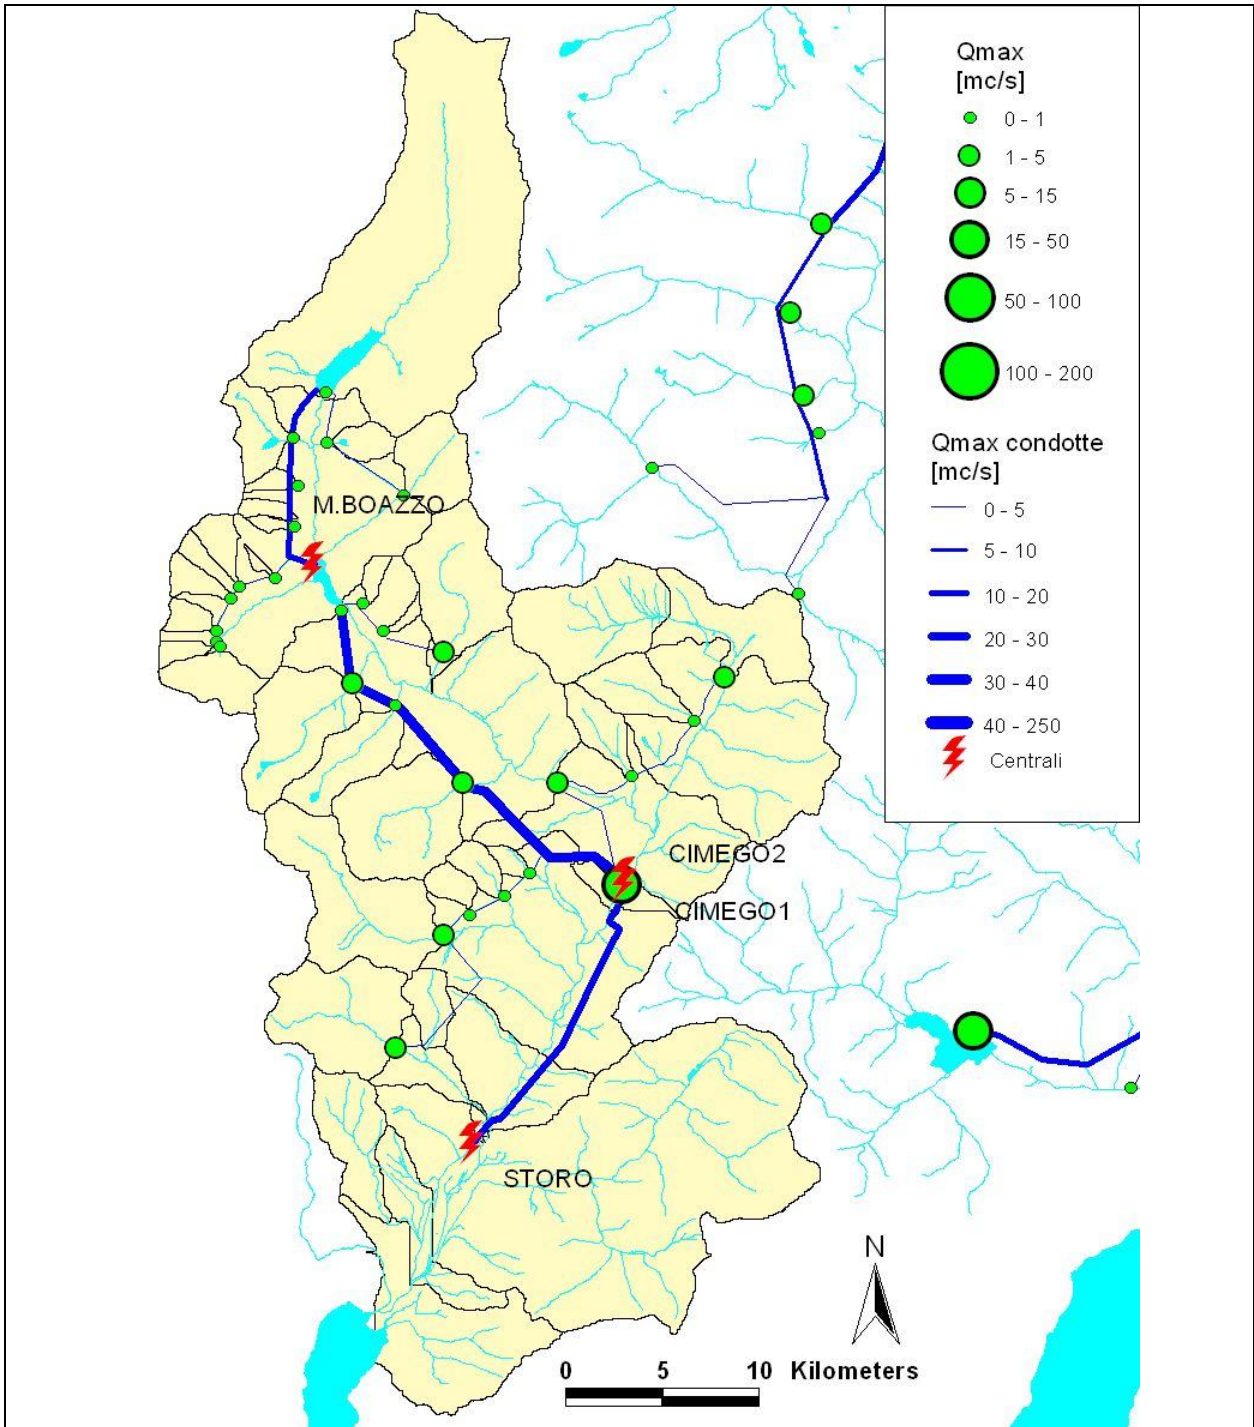 Qmax
[mc/s]
0 - 1
1 - 5
5 - 15
15 - 50
50 - 100
100 - 200
Qmax condotte
[mc/s]
0 - 5
5 - 10
10 - 20
20 - 30
30 - 40
40 - 250
Centrali
M.BOAZZO
CIMEGO2
CIMEGO1
STORO
N
0 5 10 Kilometers